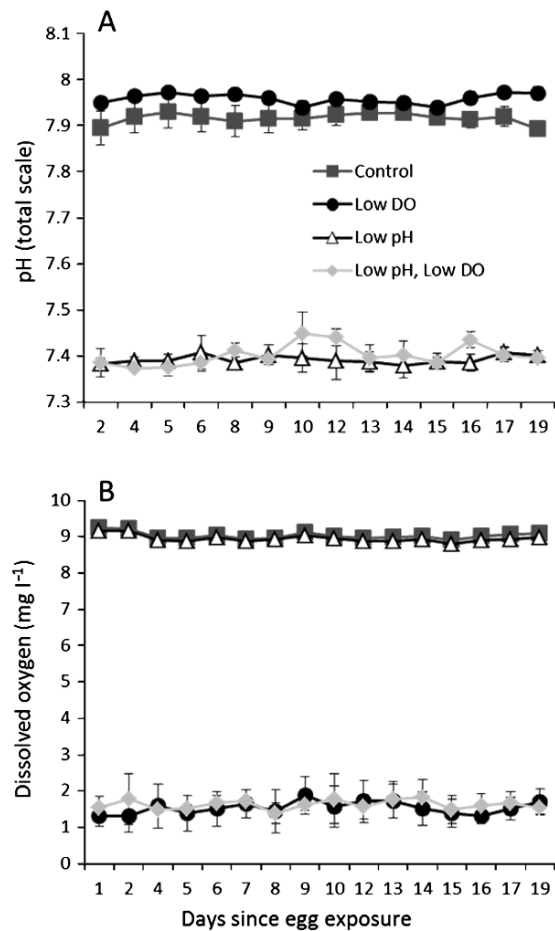 A
8.1
8
7.9
7.8
7.7
7.6
7.5
7.4
7.3
pH (total scale)
Control
Low DO
Low pH
Low pH, Low DO
2 4 5 6 8 9 10 12 13 14 15 16 17 19
B
10
9
8
7
6
5
4
3
2
1
0
Dissolved oxygen (mg l⁻¹)
1 2 4 5 6 7 8 9 10 12 13 14 15 16 17 19
Days since egg exposure